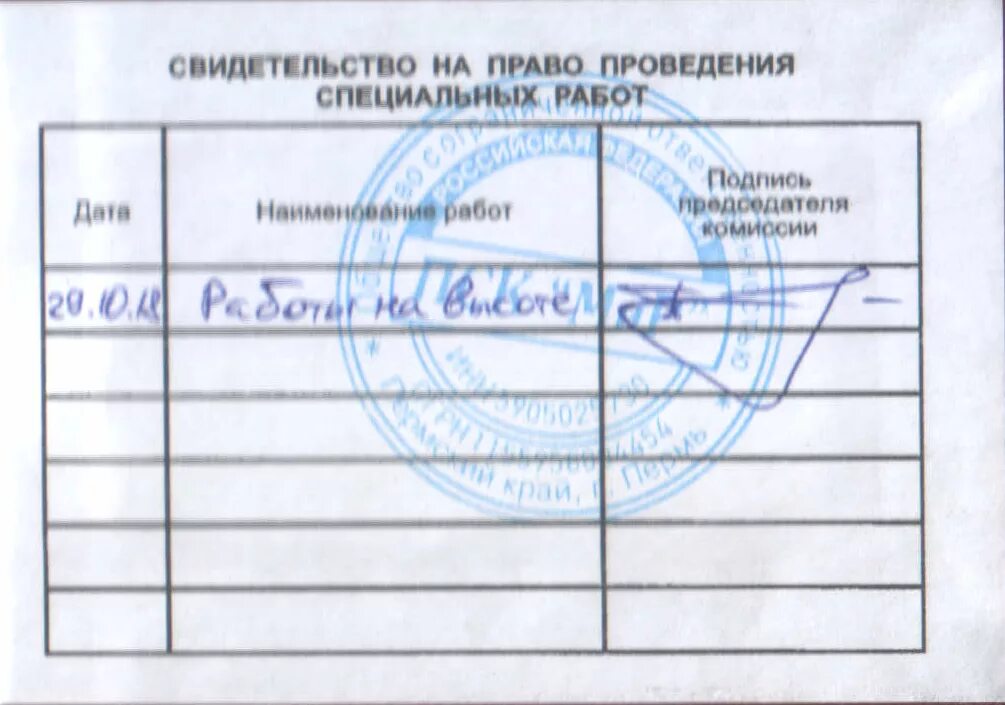 СВИДЕТЕЛЬСТВО НА ПРАВО ПРОВЕДЕНИЯ
СПЕЦИАЛЬНЫХ РАБОТ
Дата
Наименование работ
Подпись
председателя
комиссии
29.10.18
Работы на высоте
РОССИЙСКАЯ ФЕДЕРАЦИЯ
Пермский край, г. Пермь